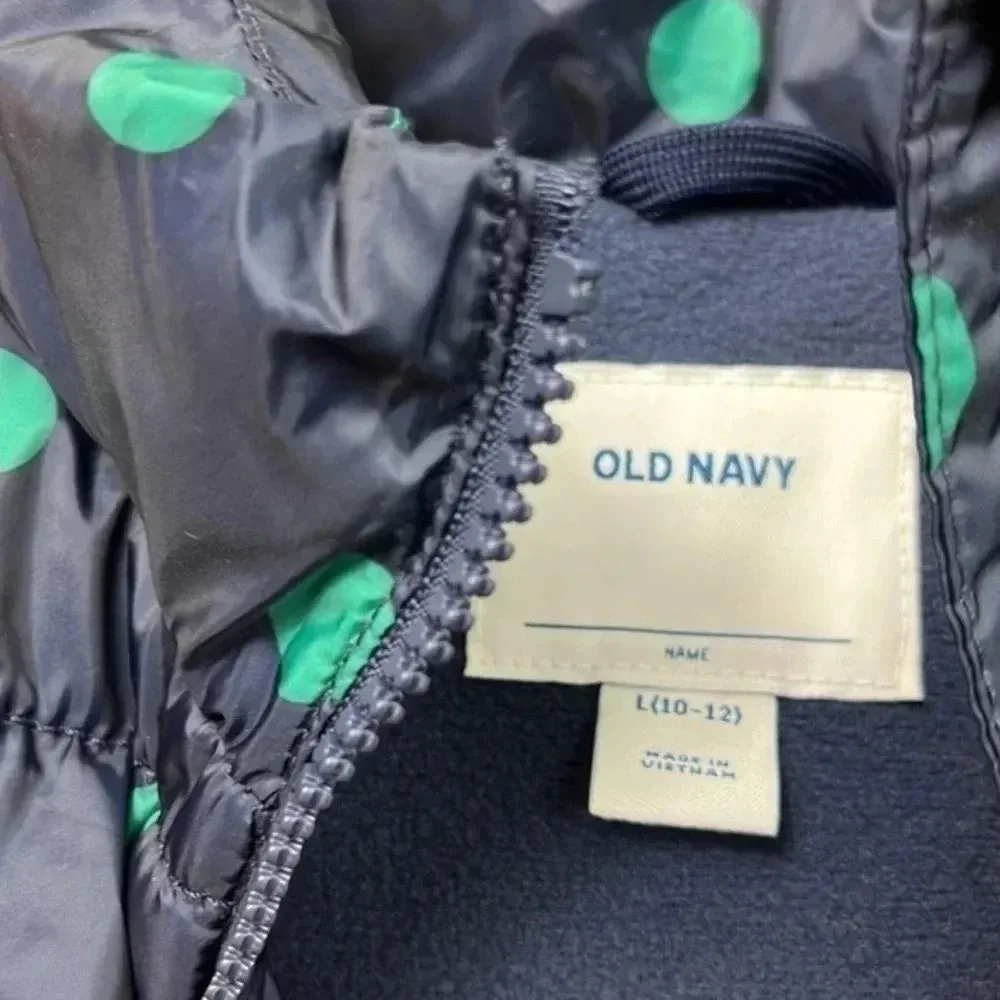 OLD NAVY
NAME
L(10-12)
MADE IN
VIETNAM